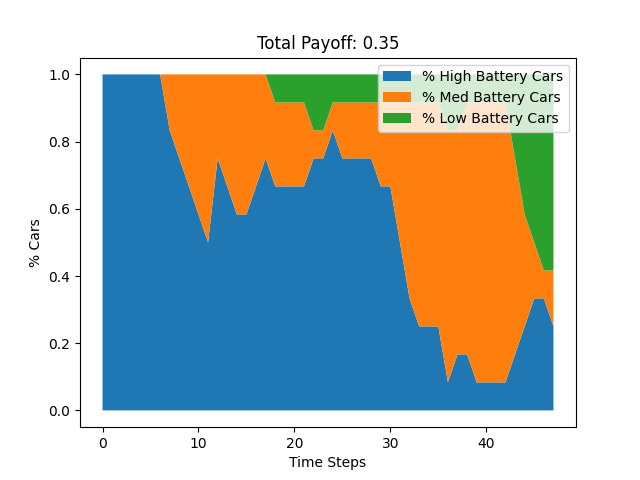 Total Payoff: 0.35
% High Battery Cars
% Med Battery Cars
% Low Battery Cars
1.0
0.8
0.6
0.4
0.2
0.0
% Cars
0
10
20
30
40
Time Steps